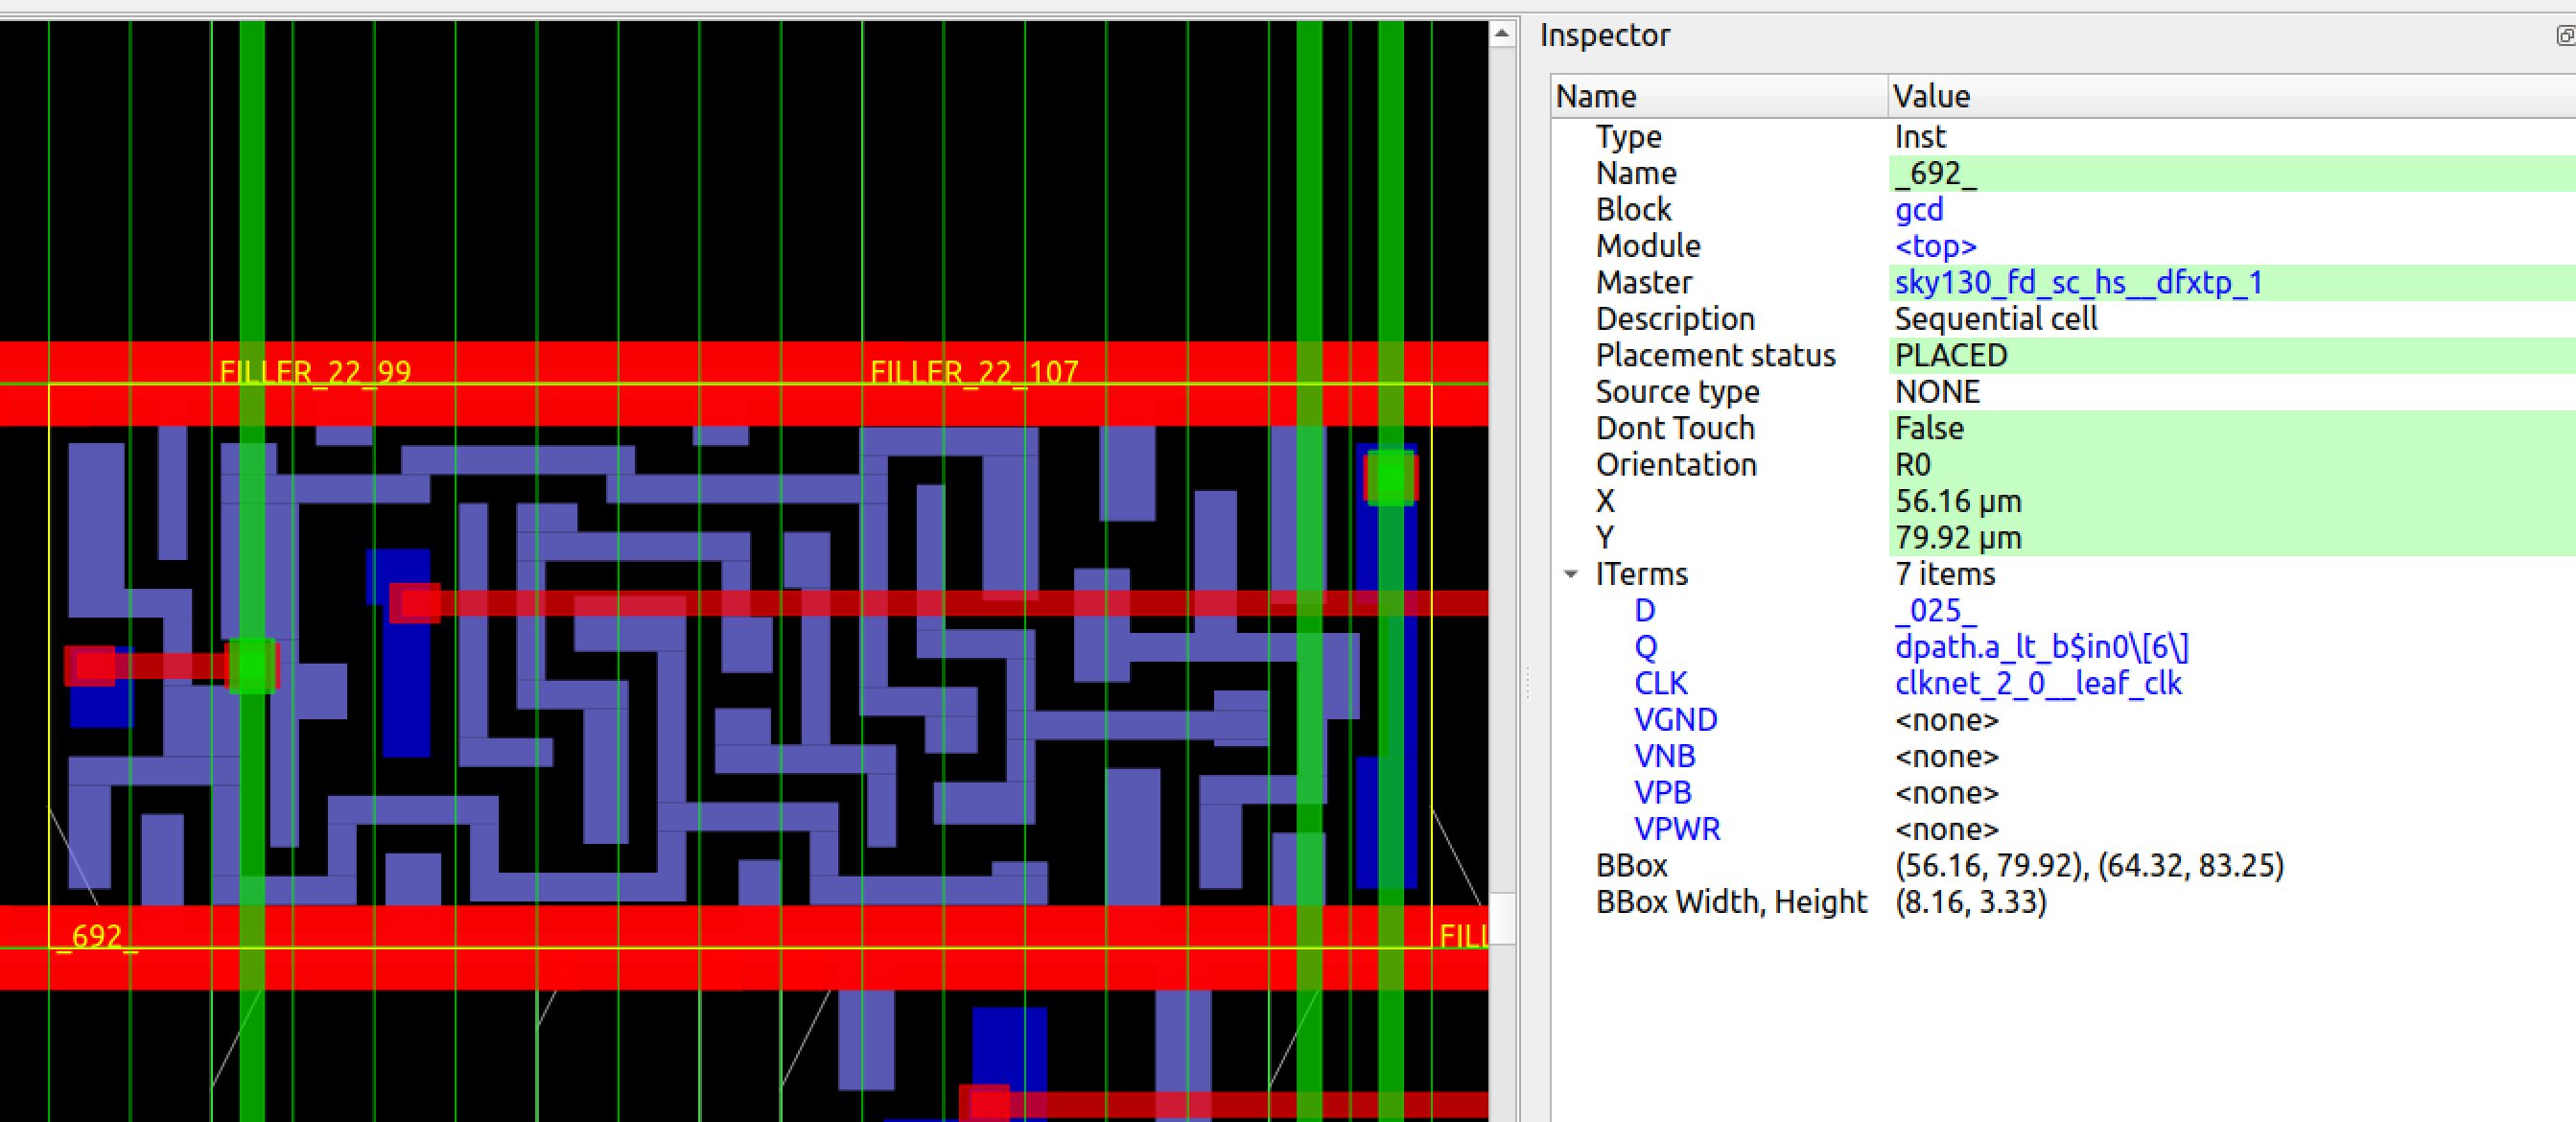 Inspector
Name Value
Type Inst
Name _692_
Block gcd
Module <top>
Master sky130_fd_sc_hs__dfxtp_1
Description Sequential cell
Placement status PLACED
Source type NONE
Dont Touch False
Orientation R0
X 56.16 µm
Y 79.92 µm
ITerms 7 items
D _025_
Q dpath.a_lt_b$in0\[6\]
CLK clknet_2_0__leaf_clk
VGND <none>
VNB <none>
VPB <none>
VPWR <none>
BBox (56.16, 79.92), (64.32, 83.25)
BBox Width, Height (8.16, 3.33)
FILLER_22_99
FILLER_22_107
_692_
FILL